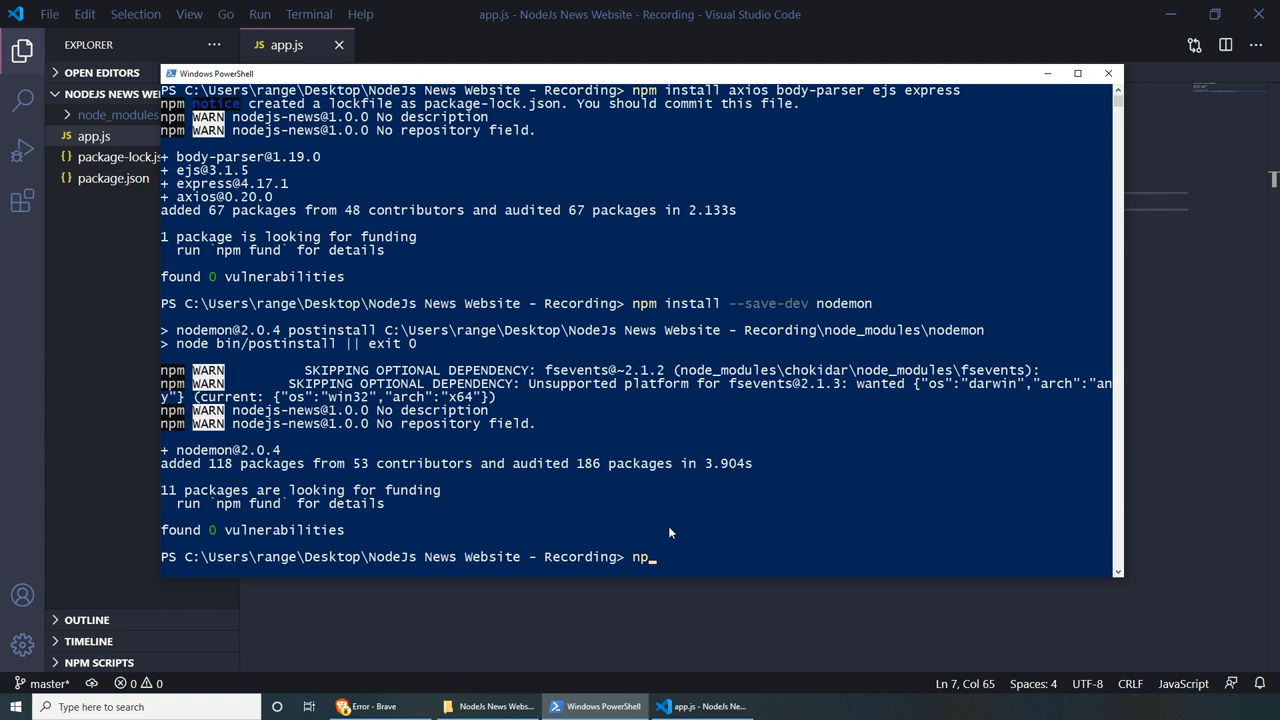 File Edit Selection View Go Run Terminal Help
app.js - NodeJs News Website - Recording - Visual Studio Code
EXPLORER
JS app.js
OPEN EDITORS
NODEJS NEWS WE
node_modules
JS app.js
{} package-lock.js
{} package.json
Windows PowerShell
PS C:\Users\range\Desktop\NodeJs News Website - Recording> npm install axios body-parser ejs express
npm notice created a lockfile as package-lock.json. You should commit this file.
npm WARN nodejs-news@1.0.0 No description
npm WARN nodejs-news@1.0.0 No repository field.
+ body-parser@1.19.0
+ ejs@3.1.5
+ express@4.17.1
+ axios@0.20.0
added 67 packages from 48 contributors and audited 67 packages in 2.133s
1 package is looking for funding
run `npm fund` for details
found 0 vulnerabilities
PS C:\Users\range\Desktop\NodeJs News Website - Recording> npm install --save-dev nodemon
> nodemon@2.0.4 postinstall C:\Users\range\Desktop\NodeJs News Website - Recording\node_modules\nodemon
> node bin/postinstall || exit 0
npm WARN SKIPPING OPTIONAL DEPENDENCY: fsevents@~2.1.2 (node_modules\chokidar\node_modules\fsevents):
npm WARN SKIPPING OPTIONAL DEPENDENCY: Unsupported platform for fsevents@2.1.3: wanted {"os":"darwin","arch":"an
y"} (current: {"os":"win32","arch":"x64"})
npm WARN nodejs-news@1.0.0 No description
npm WARN nodejs-news@1.0.0 No repository field.
+ nodemon@2.0.4
added 118 packages from 53 contributors and audited 186 packages in 3.904s
11 packages are looking for funding
run `npm fund` for details
found 0 vulnerabilities
PS C:\Users\range\Desktop\NodeJs News Website - Recording> np_
OUTLINE
TIMELINE
NPM SCRIPTS
master* 0 0
Ln 7, Col 65 Spaces: 4 UTF-8 CRLF JavaScript
Type here to search
Error - Brave
NodeJs News Webs...
Windows PowerShell
app.js - NodeJs Ne...